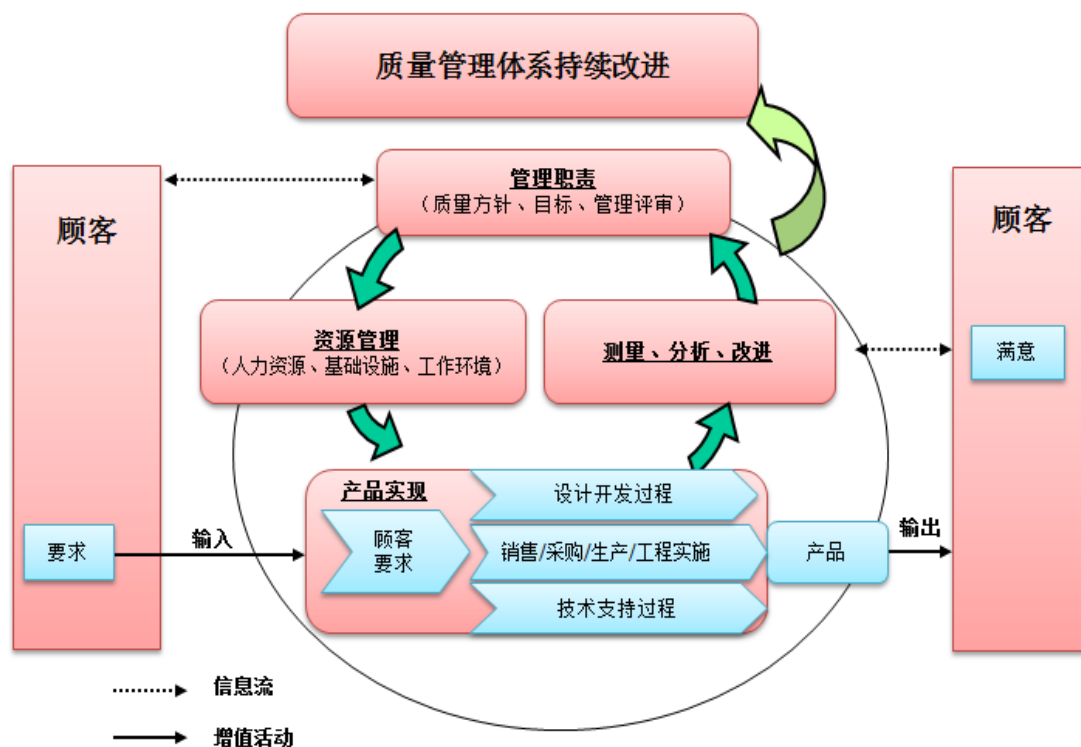 质量管理体系持续改进
管理职责
（质量方针、目标、管理评审）
顾客
顾客
资源管理
（人力资源、基础设施、工作环境）
测量、分析、改进
满意
产品实现
设计开发过程
要求
输入
顾客
要求
销售/采购/生产/工程实施
产品
输出
技术支持过程
信息流
增值活动